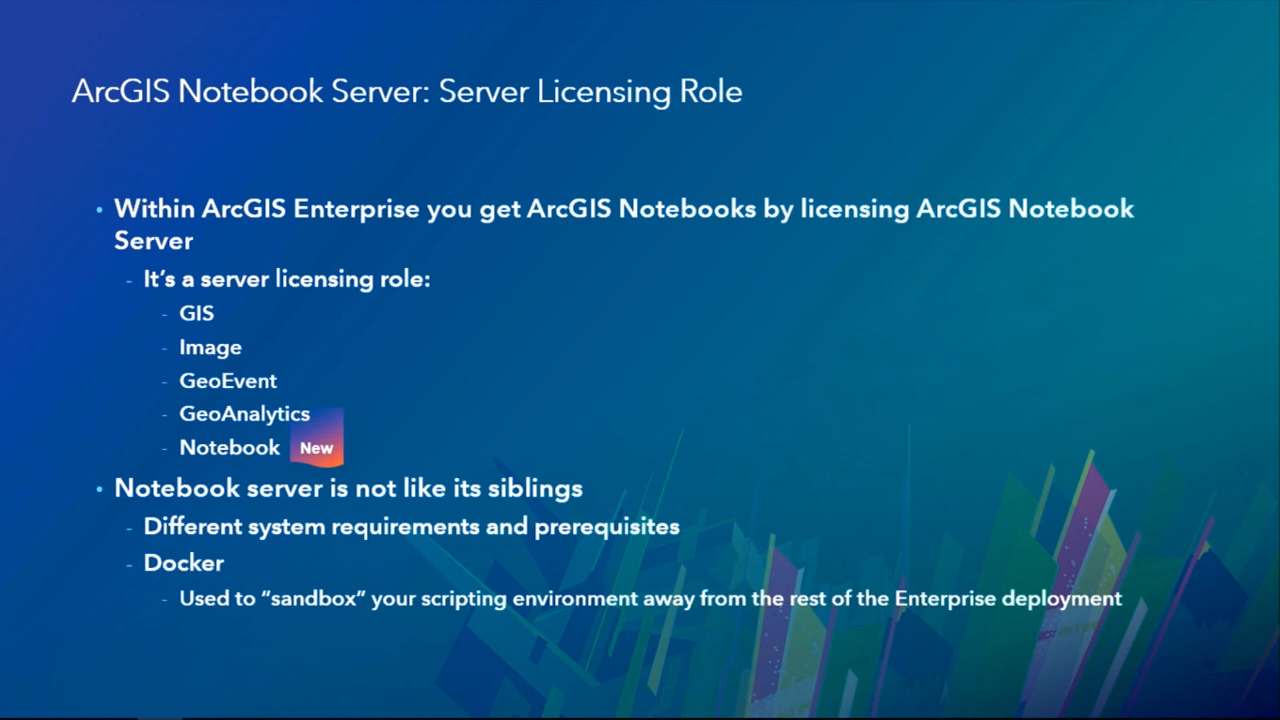 ArcGIS Notebook Server: Server Licensing Role
• Within ArcGIS Enterprise you get ArcGIS Notebooks by licensing ArcGIS Notebook
Server
- It’s a server licensing role:
- GIS
- Image
- GeoEvent
- GeoAnalytics
- Notebook New
• Notebook server is not like its siblings
- Different system requirements and prerequisites
- Docker
- Used to “sandbox” your scripting environment away from the rest of the Enterprise deployment